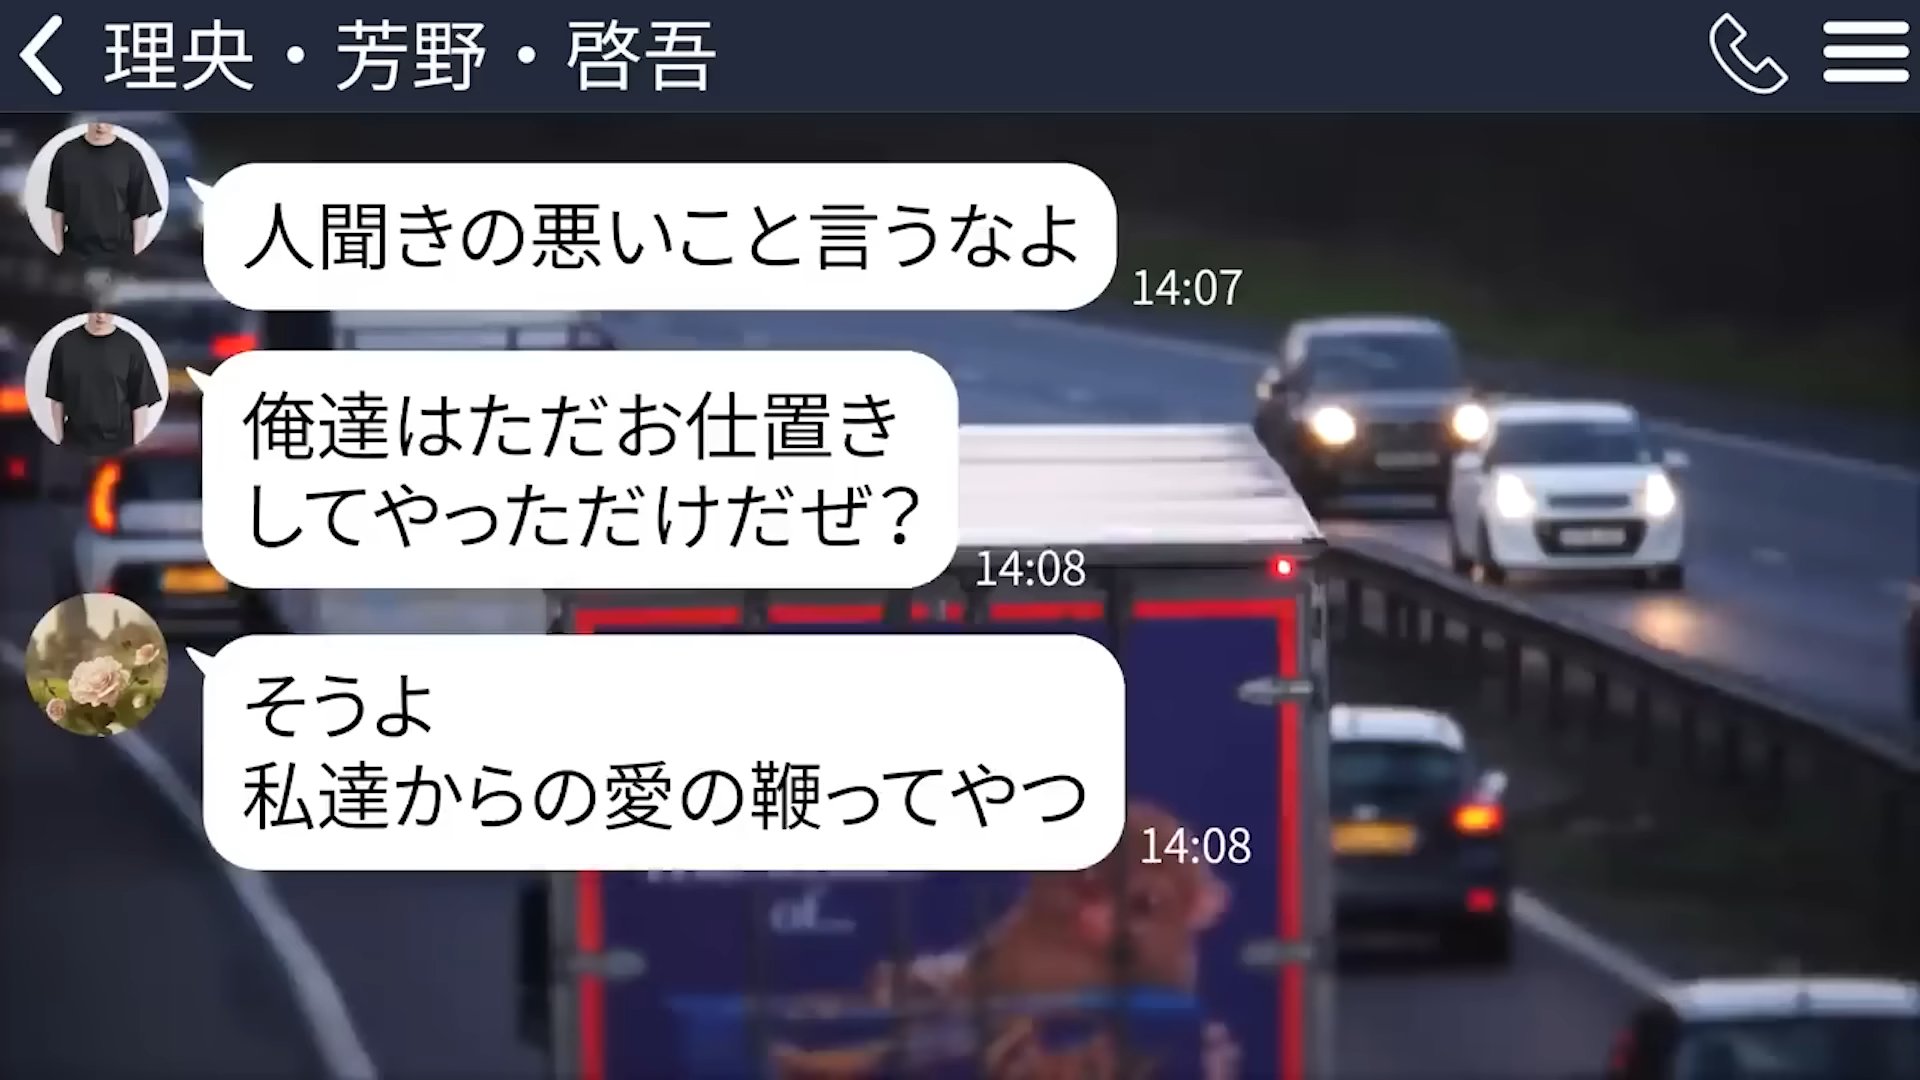 理央・芳野・啓吾
人聞きの悪いこと言うなよ
14:07
俺達はただお仕置き
してやっただけだぜ？
14:08
そうよ
私達からの愛の鞭ってやつ
14:08
of...